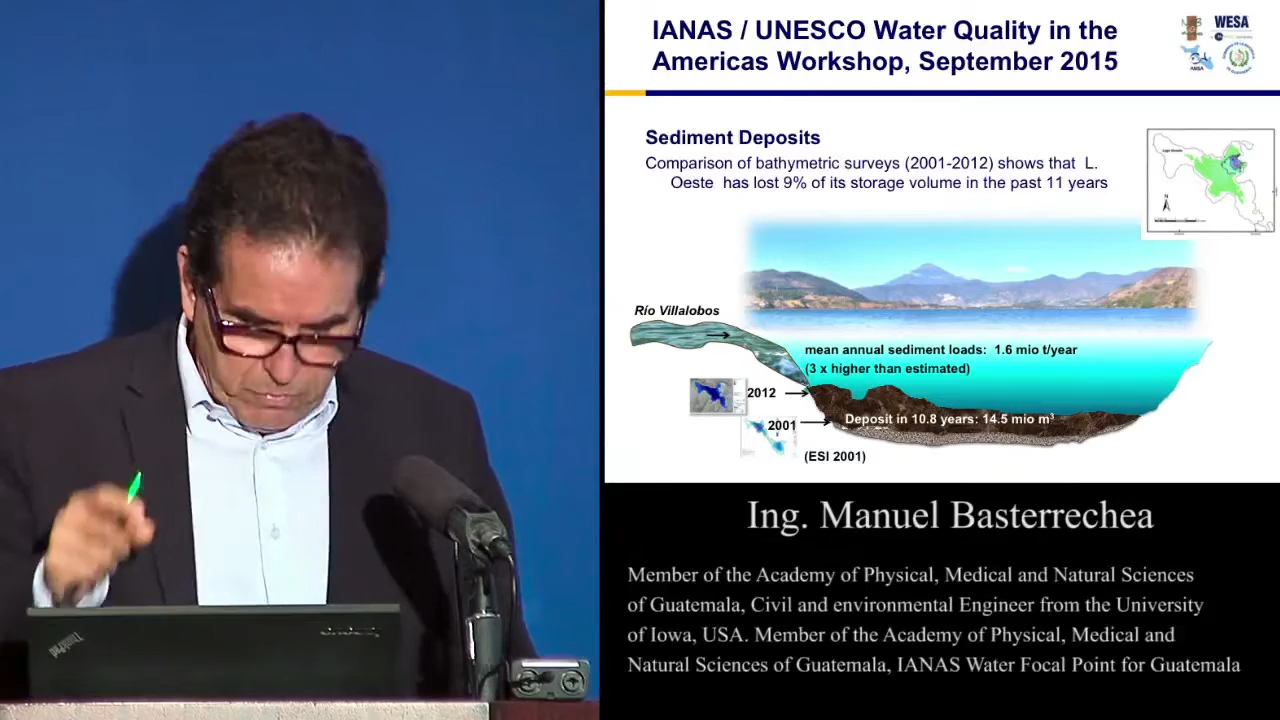 IANAS / UNESCO Water Quality in the
Americas Workshop, September 2015
WESA
AMSA
Sediment Deposits
Comparison of bathymetric surveys (2001-2012) shows that L.
Oeste has lost 9% of its storage volume in the past 11 years
N
Río Villalobos
mean annual sediment loads: 1.6 mio t/year
(3 x higher than estimated)
2012
2001
Deposit in 10.8 years: 14.5 mio m³
(ESI 2001)
ThinkPad
lenovo
Ing. Manuel Basterrechea
Member of the Academy of Physical, Medical and Natural Sciences
of Guatemala, Civil and environmental Engineer from the University
of Iowa, USA. Member of the Academy of Physical, Medical and
Natural Sciences of Guatemala, IANAS Water Focal Point for Guatemala